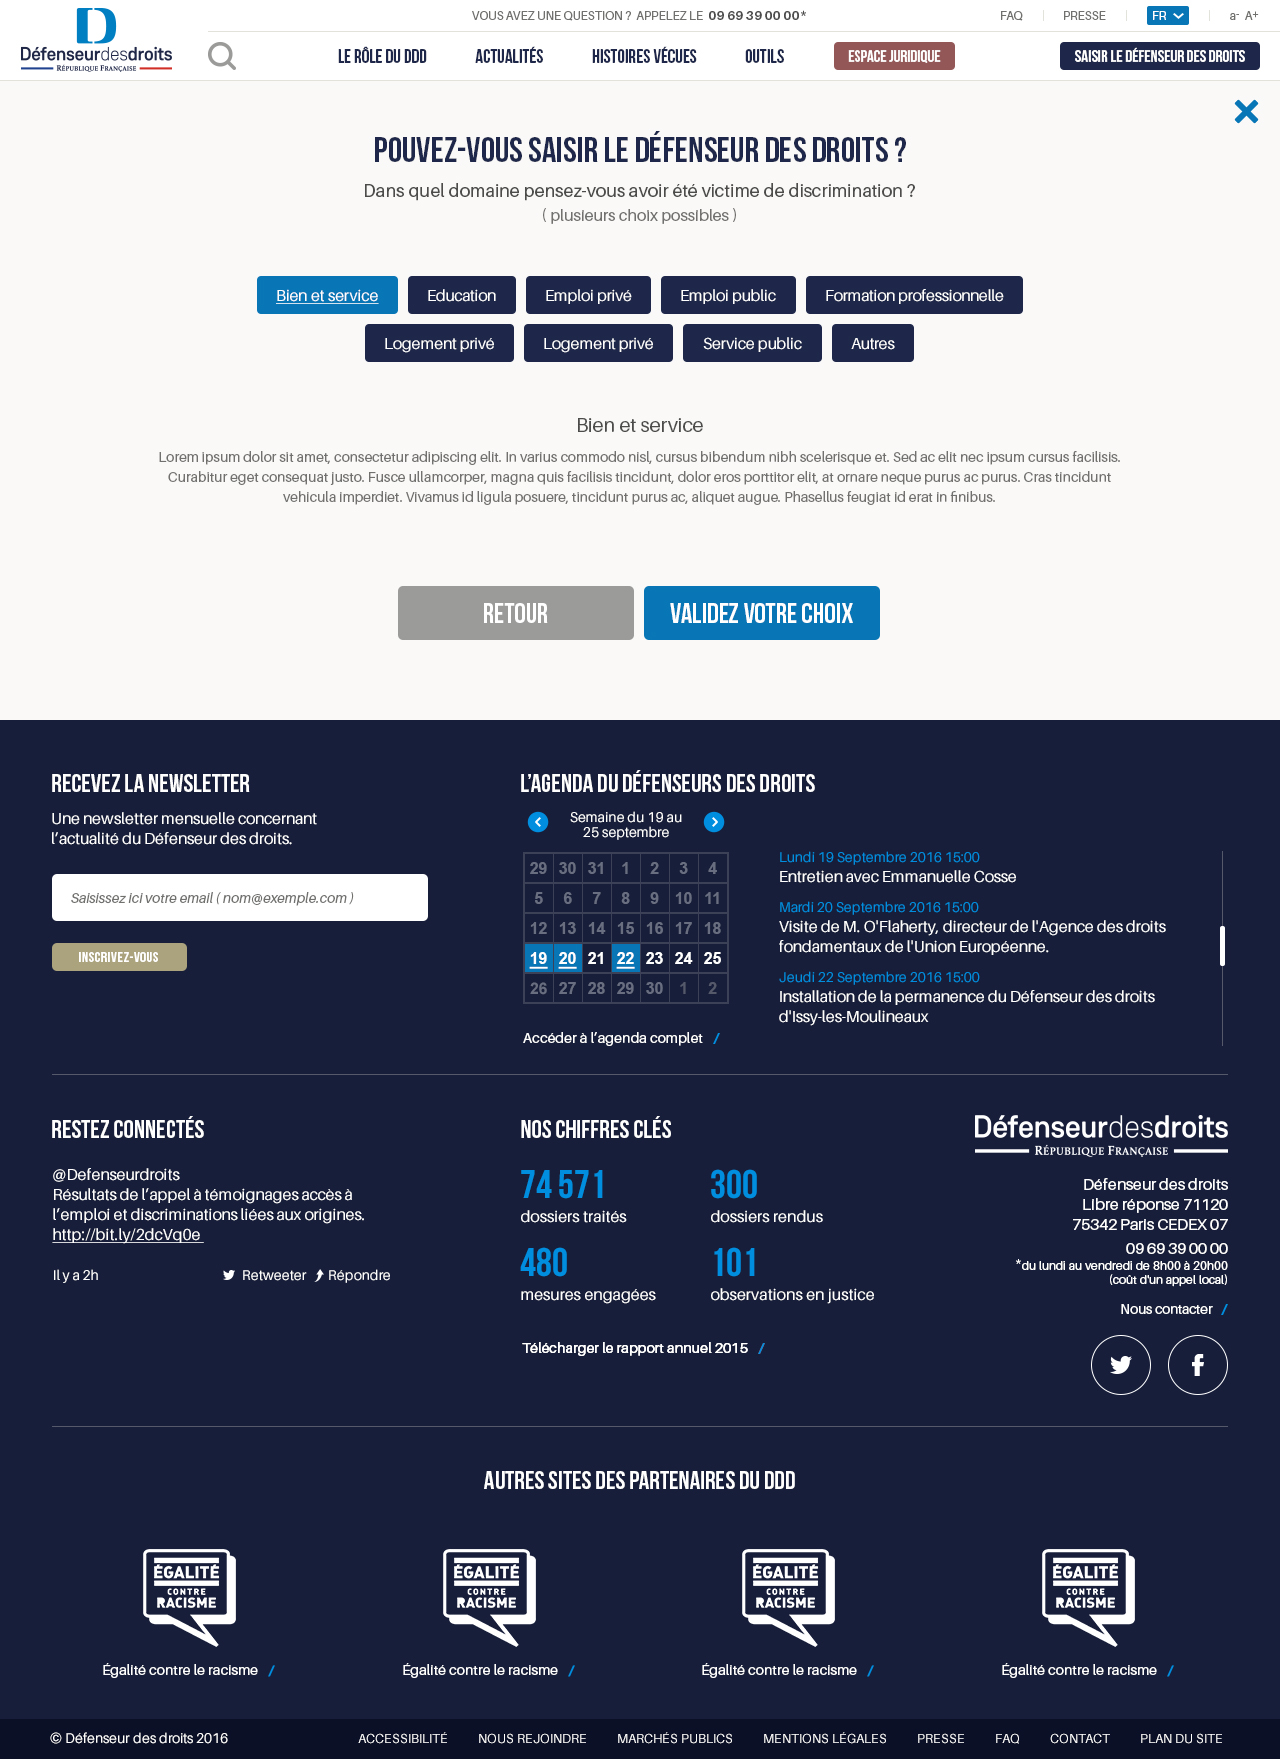 VOUS AVEZ UNE QUESTION ? APPELEZ LE 09 69 39 00 00*
FAQ
PRESSE
FR
a- A+
Défenseurdesdroits
RÉPUBLIQUE FRANÇAISE
LE RÔLE DU DDD
ACTUALITÉS
HISTOIRES VÉCUES
OUTILS
ESPACE JURIDIQUE
SAISIR LE DÉFENSEUR DES DROITS
POUVEZ-VOUS SAISIR LE DÉFENSEUR DES DROITS ?
Dans quel domaine pensez-vous avoir été victime de discrimination ?
( plusieurs choix possibles )
Bien et service
Education
Emploi privé
Emploi public
Formation professionnelle
Logement privé
Logement privé
Service public
Autres
Bien et service
Lorem ipsum dolor sit amet, consectetur adipiscing elit. In varius commodo nisl, cursus bibendum nibh scelerisque et. Sed ac elit nec ipsum cursus facilisis.
Curabitur eget consequat justo. Fusce ullamcorper, magna quis facilisis tincidunt, dolor eros porttitor elit, at ornare neque purus ac purus. Cras tincidunt
vehicula imperdiet. Vivamus id ligula posuere, tincidunt purus ac, aliquet augue. Phasellus feugiat id erat in finibus.
RETOUR
VALIDEZ VOTRE CHOIX
RECEVEZ LA NEWSLETTER
Une newsletter mensuelle concernant
l’actualité du Défenseur des droits.
Saisissez ici votre email ( nom@exemple.com )
INSCRIVEZ-VOUS
L’AGENDA DU DÉFENSEURS DES DROITS
Semaine du 19 au
25 septembre
29 30 31 1 2 3 4
5 6 7 8 9 10 11
12 13 14 15 16 17 18
19 20 21 22 23 24 25
26 27 28 29 30 1 2
Accéder à l’agenda complet /
Lundi 19 Septembre 2016 15:00
Entretien avec Emmanuelle Cosse
Mardi 20 Septembre 2016 15:00
Visite de M. O'Flaherty, directeur de l'Agence des droits
fondamentaux de l'Union Européenne.
Jeudi 22 Septembre 2016 15:00
Installation de la permanence du Défenseur des droits
d'Issy-les-Moulineaux
RESTEZ CONNECTÉS
@Defenseurdroits
Résultats de l’appel à témoignages accès à
l’emploi et discriminations liées aux origines.
http://bit.ly/2dcVq0e
Il y a 2h
Retweeter
Répondre
NOS CHIFFRES CLÉS
74 571
dossiers traités
300
dossiers rendus
480
mesures engagées
101
observations en justice
Télécharger le rapport annuel 2015 /
Défenseurdesdroits
RÉPUBLIQUE FRANÇAISE
Défenseur des droits
Libre réponse 71120
75342 Paris CEDEX 07
09 69 39 00 00
*du lundi au vendredi de 8h00 à 20h00
(coût d'un appel local)
Nous contacter /
AUTRES SITES DES PARTENAIRES DU DDD
ÉGALITÉ
CONTRE
RACISME
Égalité contre le racisme /
ÉGALITÉ
CONTRE
RACISME
Égalité contre le racisme /
ÉGALITÉ
CONTRE
RACISME
Égalité contre le racisme /
ÉGALITÉ
CONTRE
RACISME
Égalité contre le racisme /
© Défenseur des droits 2016
ACCESSIBILITÉ
NOUS REJOINDRE
MARCHÉS PUBLICS
MENTIONS LÉGALES
PRESSE
FAQ
CONTACT
PLAN DU SITE